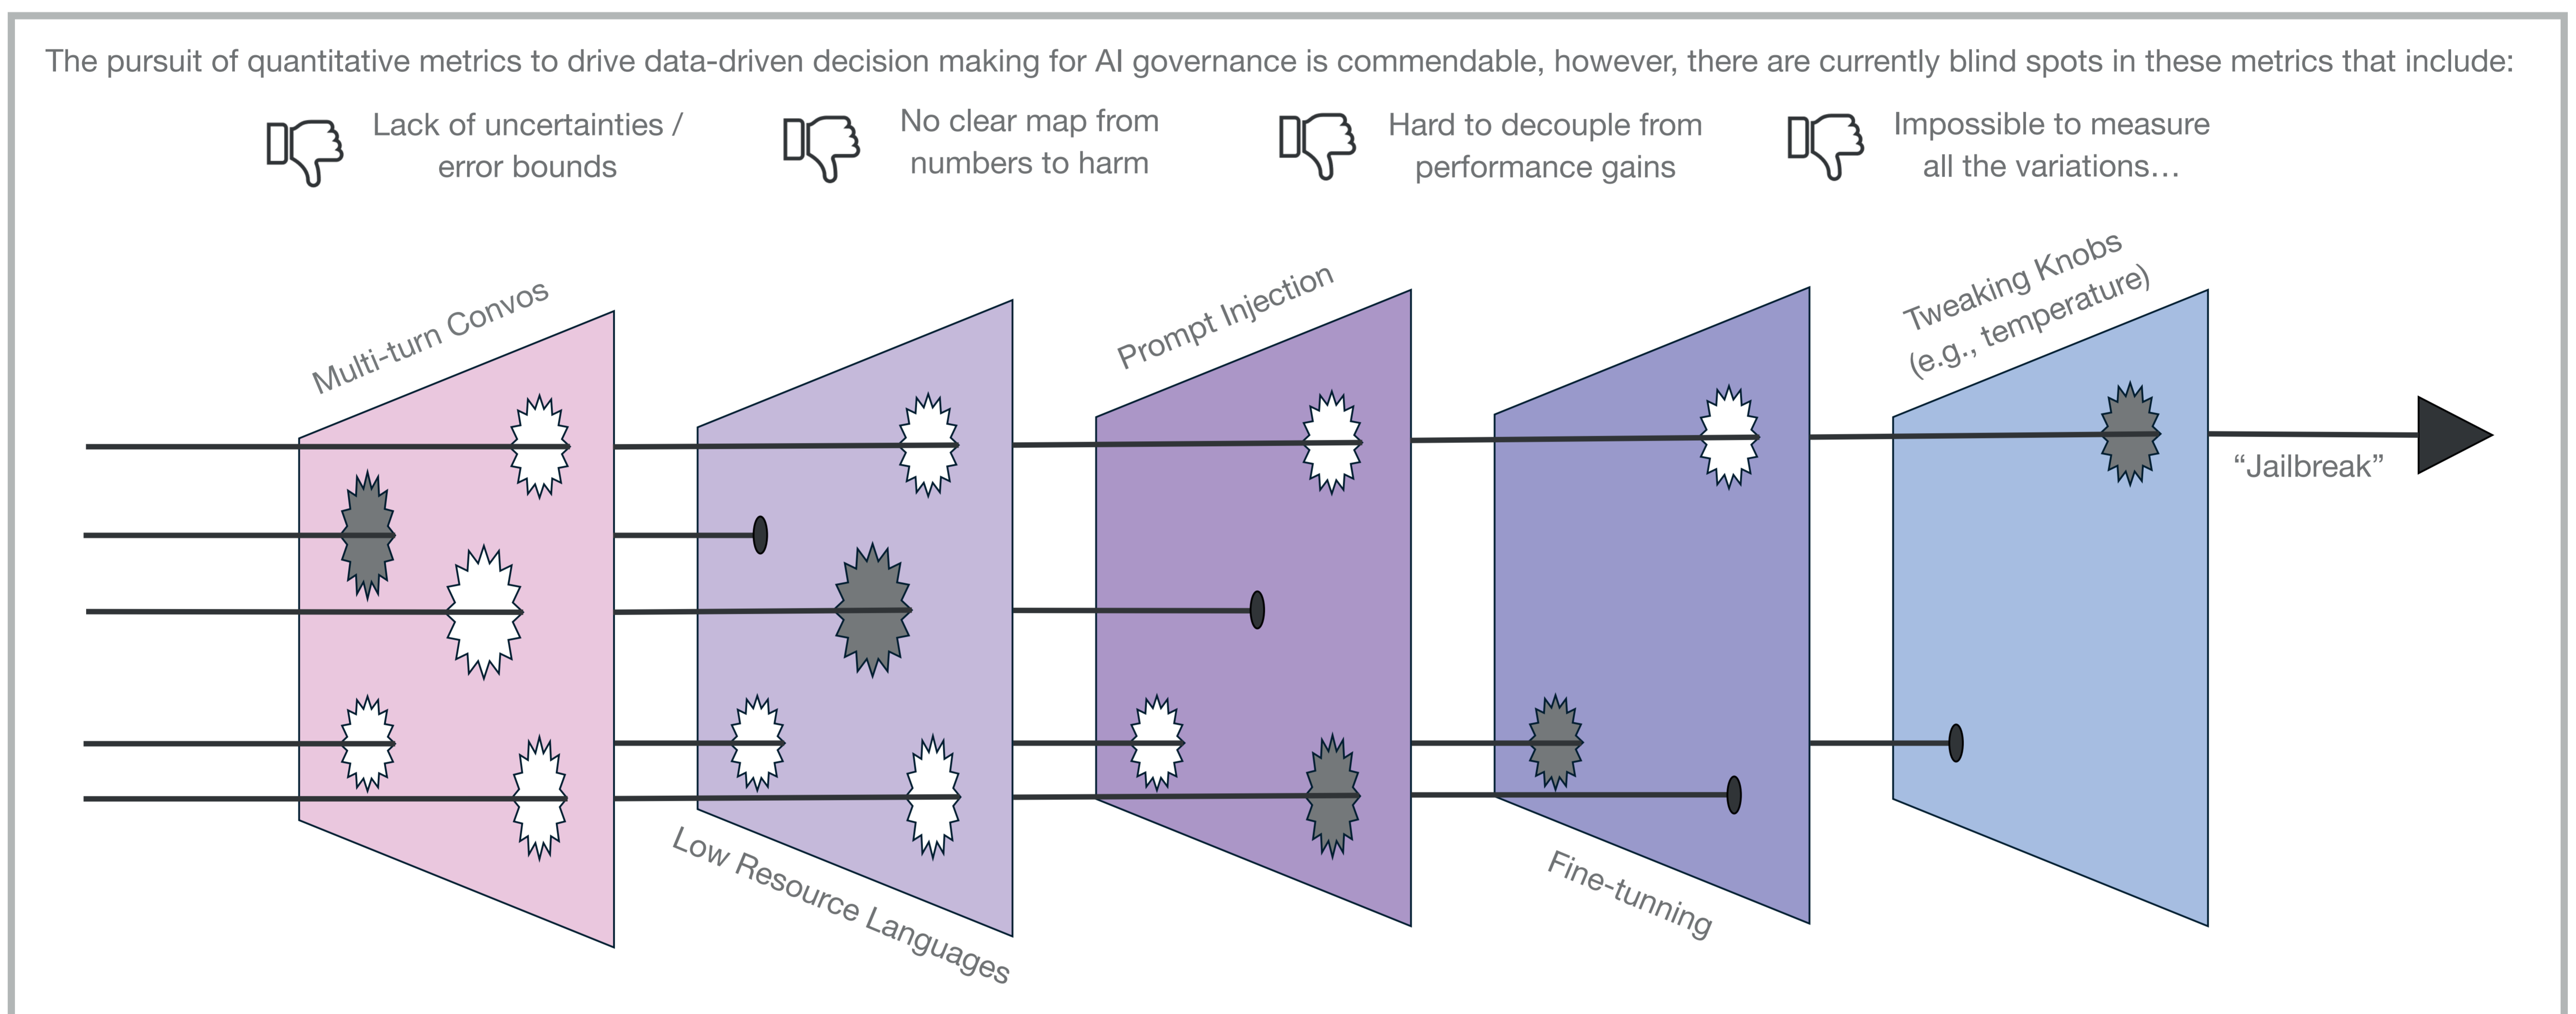 The pursuit of quantitative metrics to drive data-driven decision making for AI governance is commendable, however, there are currently blind spots in these metrics that include:
Lack of uncertainties /
error bounds
No clear map from
numbers to harm
Hard to decouple from
performance gains
Impossible to measure
all the variations…
Multi-turn Convos
Low Resource Languages
Prompt Injection
Fine-tunning
Tweaking Knobs
(e.g., temperature)
“Jailbreak”